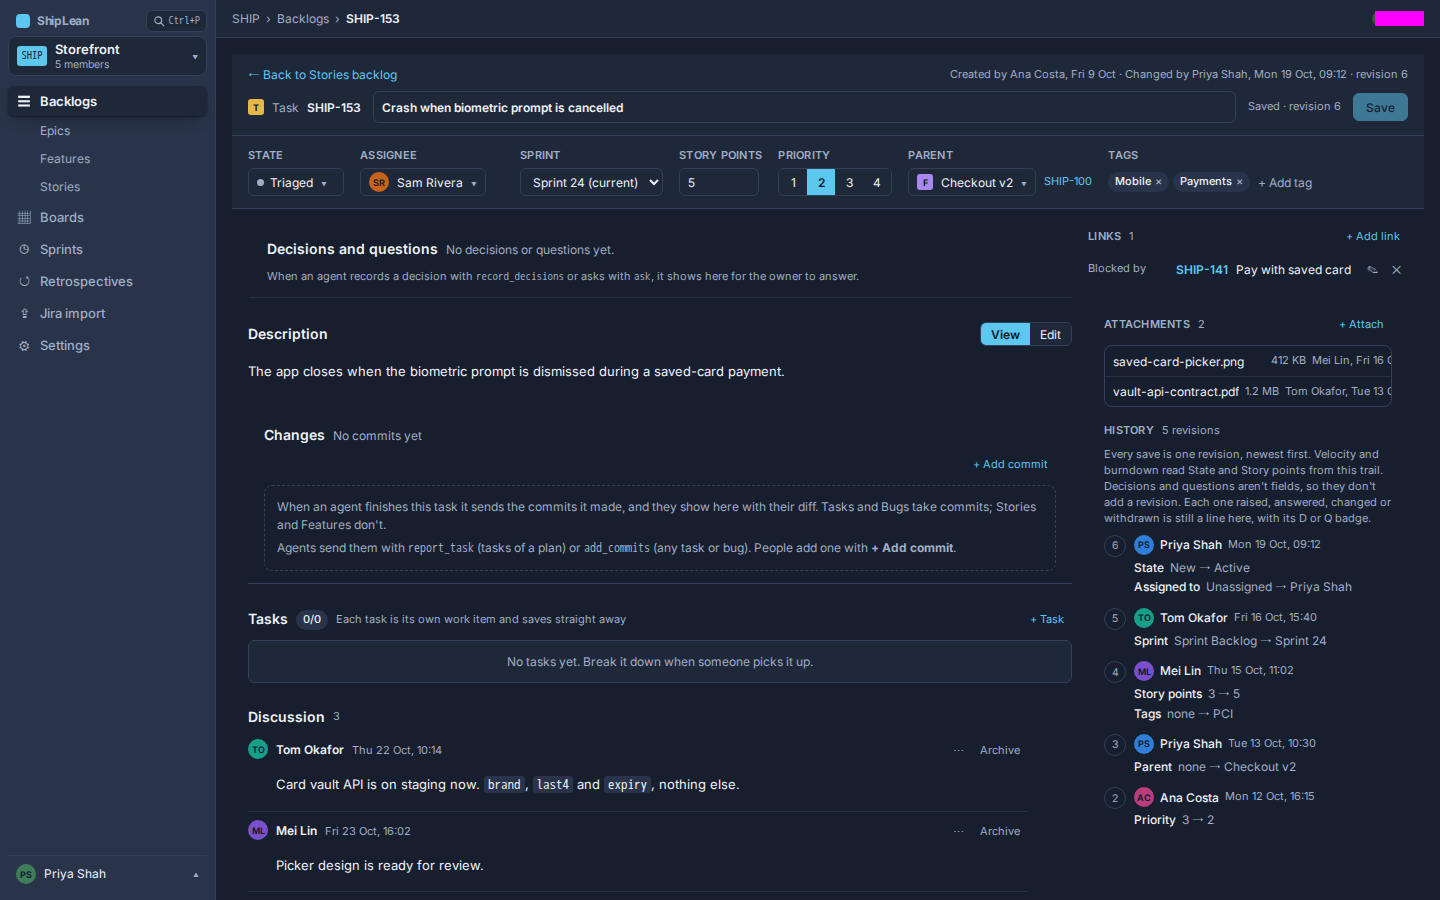 ShipLean
Ctrl+P
SHIP
Storefront
5 members
Backlogs
Epics
Features
Stories
Boards
Sprints
Retrospectives
Jira import
Settings
PS Priya Shah
SHIP › Backlogs › SHIP-153
← Back to Stories backlog
Created by Ana Costa, Fri 9 Oct · Changed by Priya Shah, Mon 19 Oct, 09:12 · revision 6
T Task SHIP-153 Crash when biometric prompt is cancelled
Saved · revision 6 Save
STATE ASSIGNEE SPRINT STORY POINTS PRIORITY PARENT TAGS
Triaged SR Sam Rivera Sprint 24 (current) 5 1 2 3 4 F Checkout v2 SHIP-100 Mobile × Payments × + Add tag
Decisions and questions No decisions or questions yet.
When an agent records a decision with record_decisions or asks with ask, it shows here for the owner to answer.
Description
View Edit
The app closes when the biometric prompt is dismissed during a saved-card payment.
Changes No commits yet
+ Add commit
When an agent finishes this task it sends the commits it made, and they show here with their diff. Tasks and Bugs take commits; Stories
and Features don't.
Agents send them with report_task (tasks of a plan) or add_commits (any task or bug). People add one with + Add commit.
Tasks 0/0 Each task is its own work item and saves straight away
+ Task
No tasks yet. Break it down when someone picks it up.
Discussion 3
TO Tom Okafor Thu 22 Oct, 10:14
··· Archive
Card vault API is on staging now. brand, last4 and expiry, nothing else.
ML Mei Lin Fri 23 Oct, 16:02
··· Archive
Picker design is ready for review.
LINKS 1
+ Add link
Blocked by SHIP-141 Pay with saved card
ATTACHMENTS 2
+ Attach
saved-card-picker.png 412 KB Mei Lin, Fri 16
vault-api-contract.pdf 1.2 MB Tom Okafor, Tue 13
HISTORY 5 revisions
Every save is one revision, newest first. Velocity and
burndown read State and Story points from this trail.
Decisions and questions aren't fields, so they don't
add a revision. Each one raised, answered, changed or
withdrawn is still a line here, with its D or Q badge.
6 PS Priya Shah Mon 19 Oct, 09:12
State New → Active
Assigned to Unassigned → Priya Shah
5 TO Tom Okafor Fri 16 Oct, 15:40
Sprint Sprint Backlog → Sprint 24
4 ML Mei Lin Thu 15 Oct, 11:02
Story points 3 → 5
Tags none → PCI
3 PS Priya Shah Tue 13 Oct, 10:30
Parent none → Checkout v2
2 AC Ana Costa Mon 12 Oct, 16:15
Priority 3 → 2